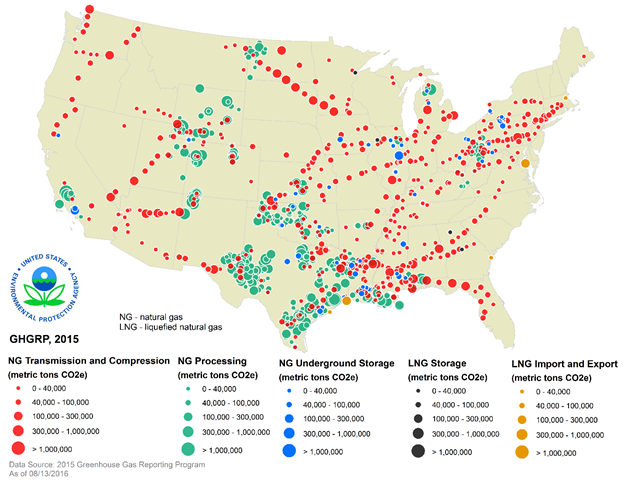 UNITED STATES
ENVIRONMENTAL PROTECTION AGENCY
NG - natural gas
LNG - liquefied natural gas
GHGRP, 2015
NG Transmission and Compression
(metric tons CO2e)
0 - 40,000
40,000 - 100,000
100,000 - 300,000
300,000 - 1,000,000
> 1,000,000
NG Processing
(metric tons CO2e)
0 - 40,000
40,000 - 100,000
100,000 - 300,000
300,000 - 1,000,000
> 1,000,000
NG Underground Storage
(metric tons CO2e)
0 - 40,000
40,000 - 100,000
100,000 - 300,000
300,000 - 1,000,000
> 1,000,000
LNG Storage
(metric tons CO2e)
0 - 40,000
40,000 - 100,000
100,000 - 300,000
300,000 - 1,000,000
> 1,000,000
LNG Import and Export
(metric tons CO2e)
0 - 40,000
40,000 - 100,000
100,000 - 300,000
300,000 - 1,000,000
> 1,000,000
Data Source: 2015 Greenhouse Gas Reporting Program
As of 08/13/2016